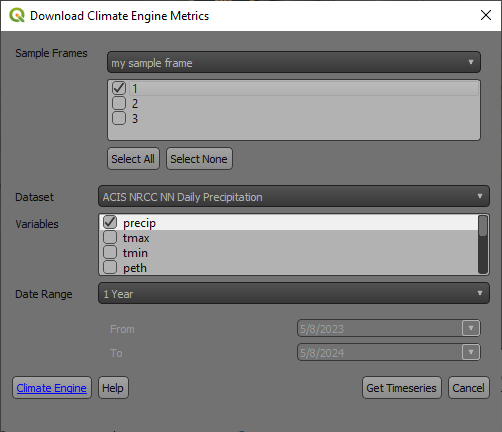 Download Climate Engine Metrics
Sample Frames
my sample frame
1
2
3
Select All Select None
Dataset
ACIS NRCC NN Daily Precipitation
Variables
precip
tmax
tmin
peth
Date Range
1 Year
From
5/8/2023
To
5/8/2024
Climate Engine Help Get Timeseries Cancel